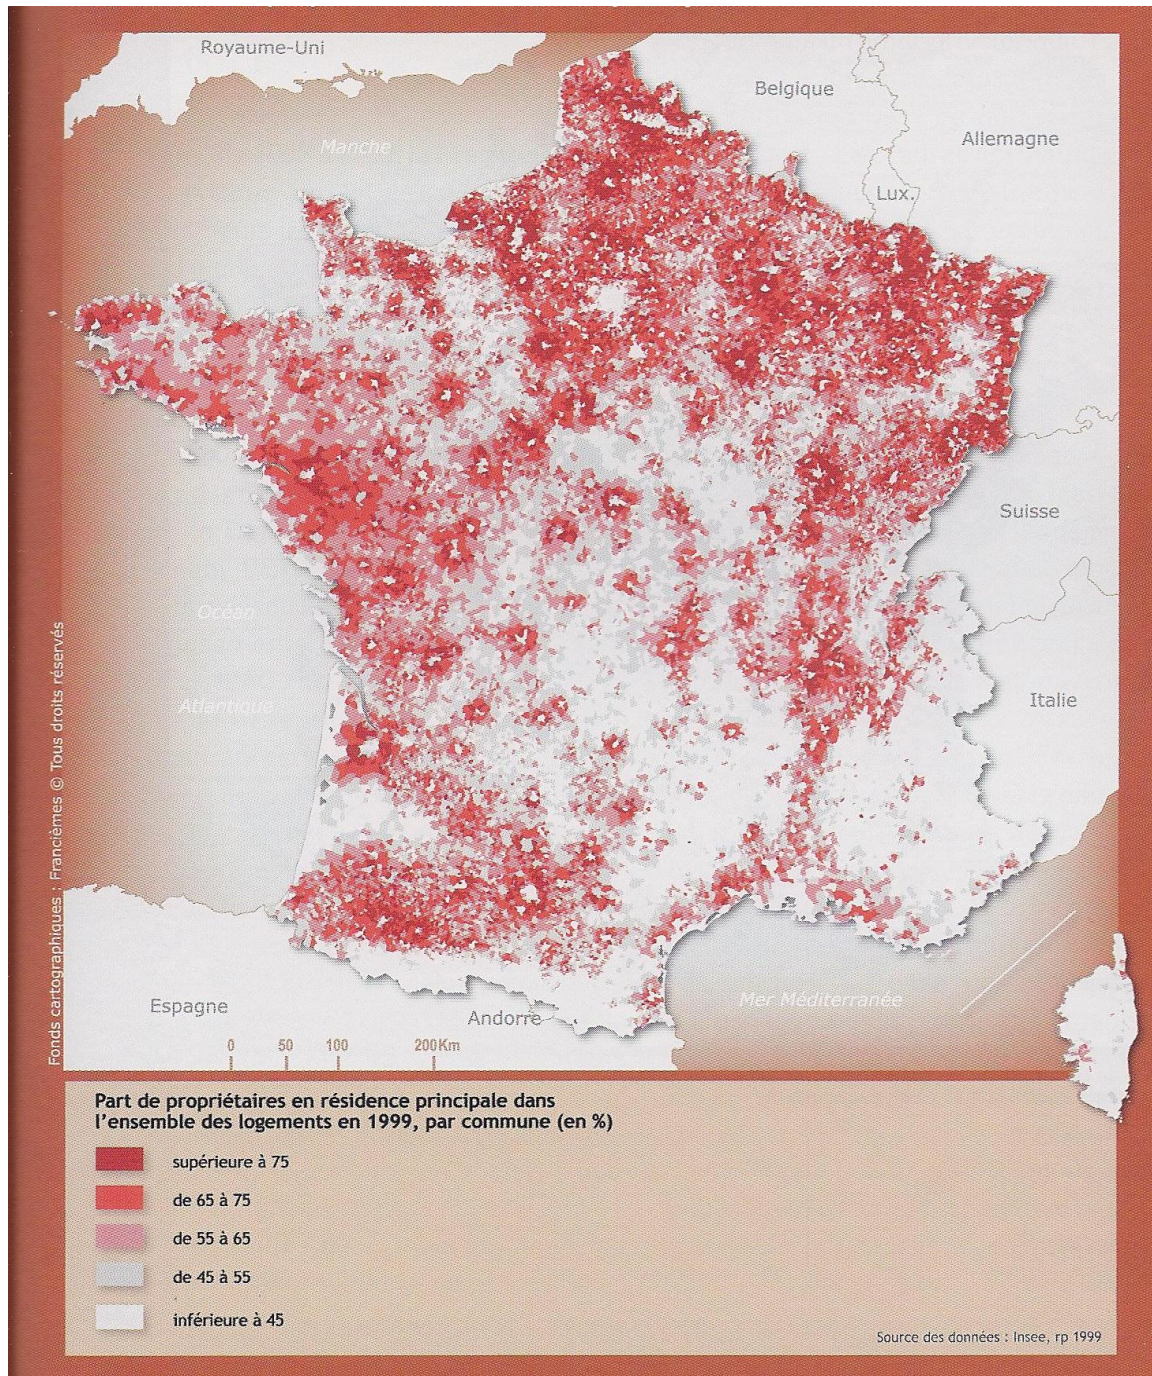 Royaume-Uni
Belgique
Allemagne
Manche
Lux.
Suisse
Océan
Atlantique
Italie
Espagne
Andorre
Mer Méditerranée
0 50 100 200Km
Fonds cartographiques : Francièmes © Tous droits réservés
Part de propriétaires en résidence principale dans
l'ensemble des logements en 1999, par commune (en %)
supérieure à 75
de 65 à 75
de 55 à 65
de 45 à 55
inférieure à 45
Source des données : Insee, rp 1999